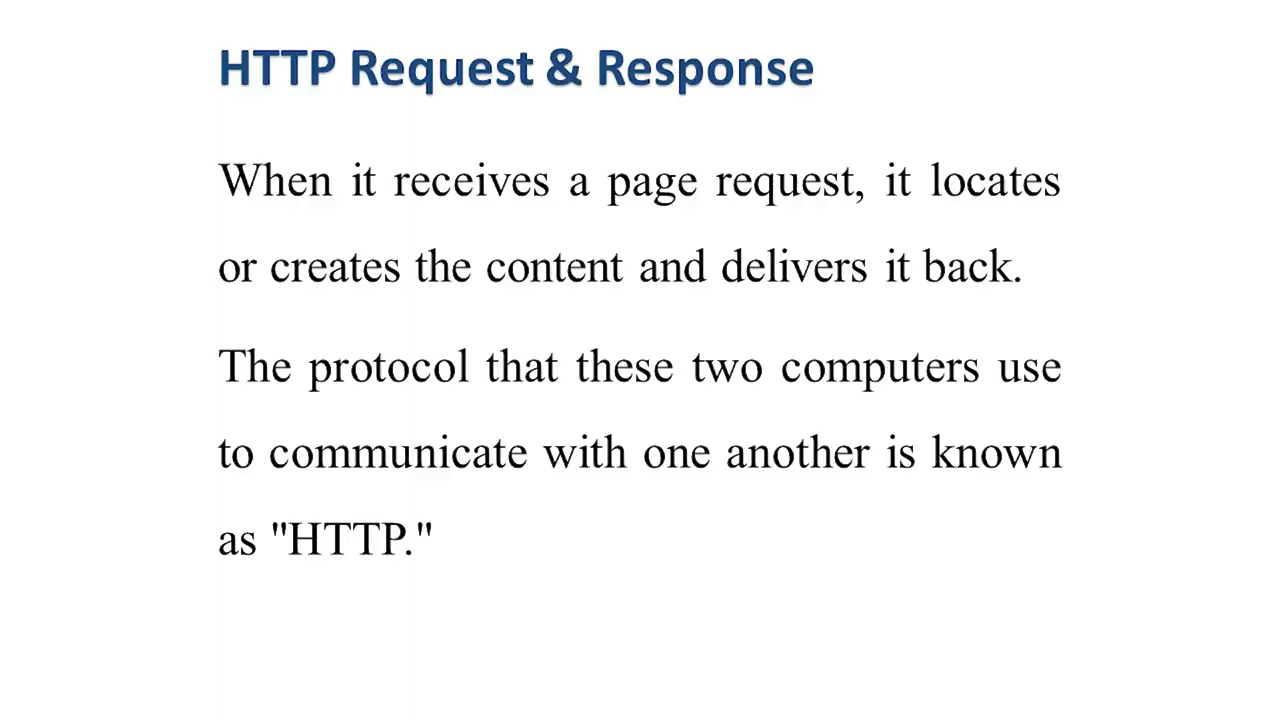 HTTP Request & Response
When it receives a page request, it locates
or creates the content and delivers it back.
The protocol that these two computers use
to communicate with one another is known
as "HTTP."